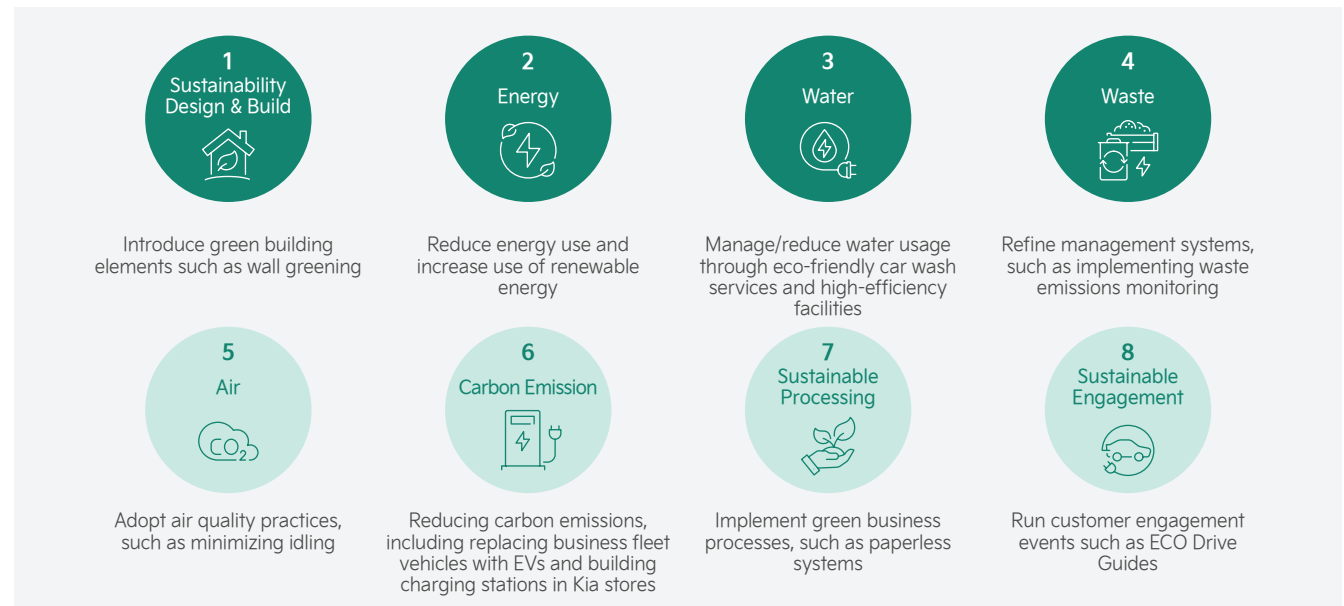 1
Sustainability
Design & Build
Introduce green building
elements such as wall greening
2
Energy
Reduce energy use and
increase use of renewable
energy
3
Water
Manage/reduce water usage
through eco-friendly car wash
services and high-efficiency
facilities
4
Waste
Refine management systems,
such as implementing waste
emissions monitoring
5
Air
CO2
Adopt air quality practices,
such as minimizing idling
6
Carbon Emission
Reducing carbon emissions,
including replacing business fleet
vehicles with EVs and building
charging stations in Kia stores
7
Sustainable
Processing
Implement green business
processes, such as paperless
systems
8
Sustainable
Engagement
Run customer engagement
events such as ECO Drive
Guides